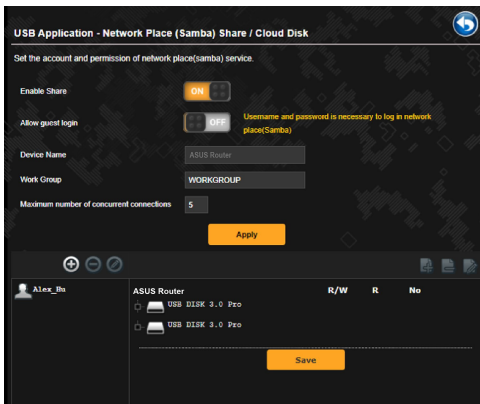 USB Application - Network Place (Samba) Share / Cloud Disk
Set the account and permission of network place(samba) service.
Enable Share ON
Allow guest login OFF Username and password is necessary to log in network
place(Samba)
Device Name ASUS Router
Work Group WORKGROUP
Maximum number of concurrent connections 5
Apply
Alex_Hu
ASUS Router R/W R No
USB DISK 3.0 Pro
USB DISK 3.0 Pro
Save